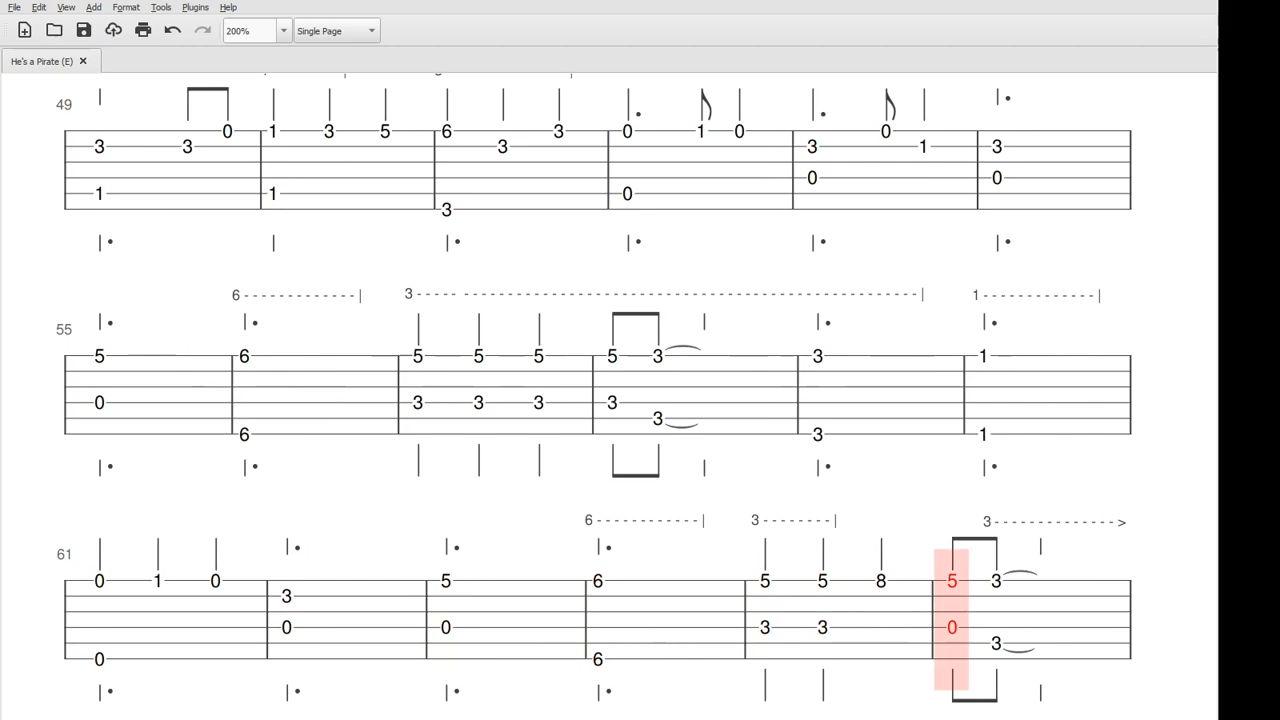 File Edit View Add Format Tools Plugins Help
200% Single Page
He's a Pirate (E)
49
3 3 0 1 3 5 6 3 3 0 1 0 3 0 1 3
1 1 3 0 0 0
6 3 1
55
5 6 5 5 5 5 3 3 1
0 6 3 3 3 3 3 3 1
6 3 3
61
0 1 0 3 5 6 5 5 8 5 3
0 0 0 6 3 3 0 3